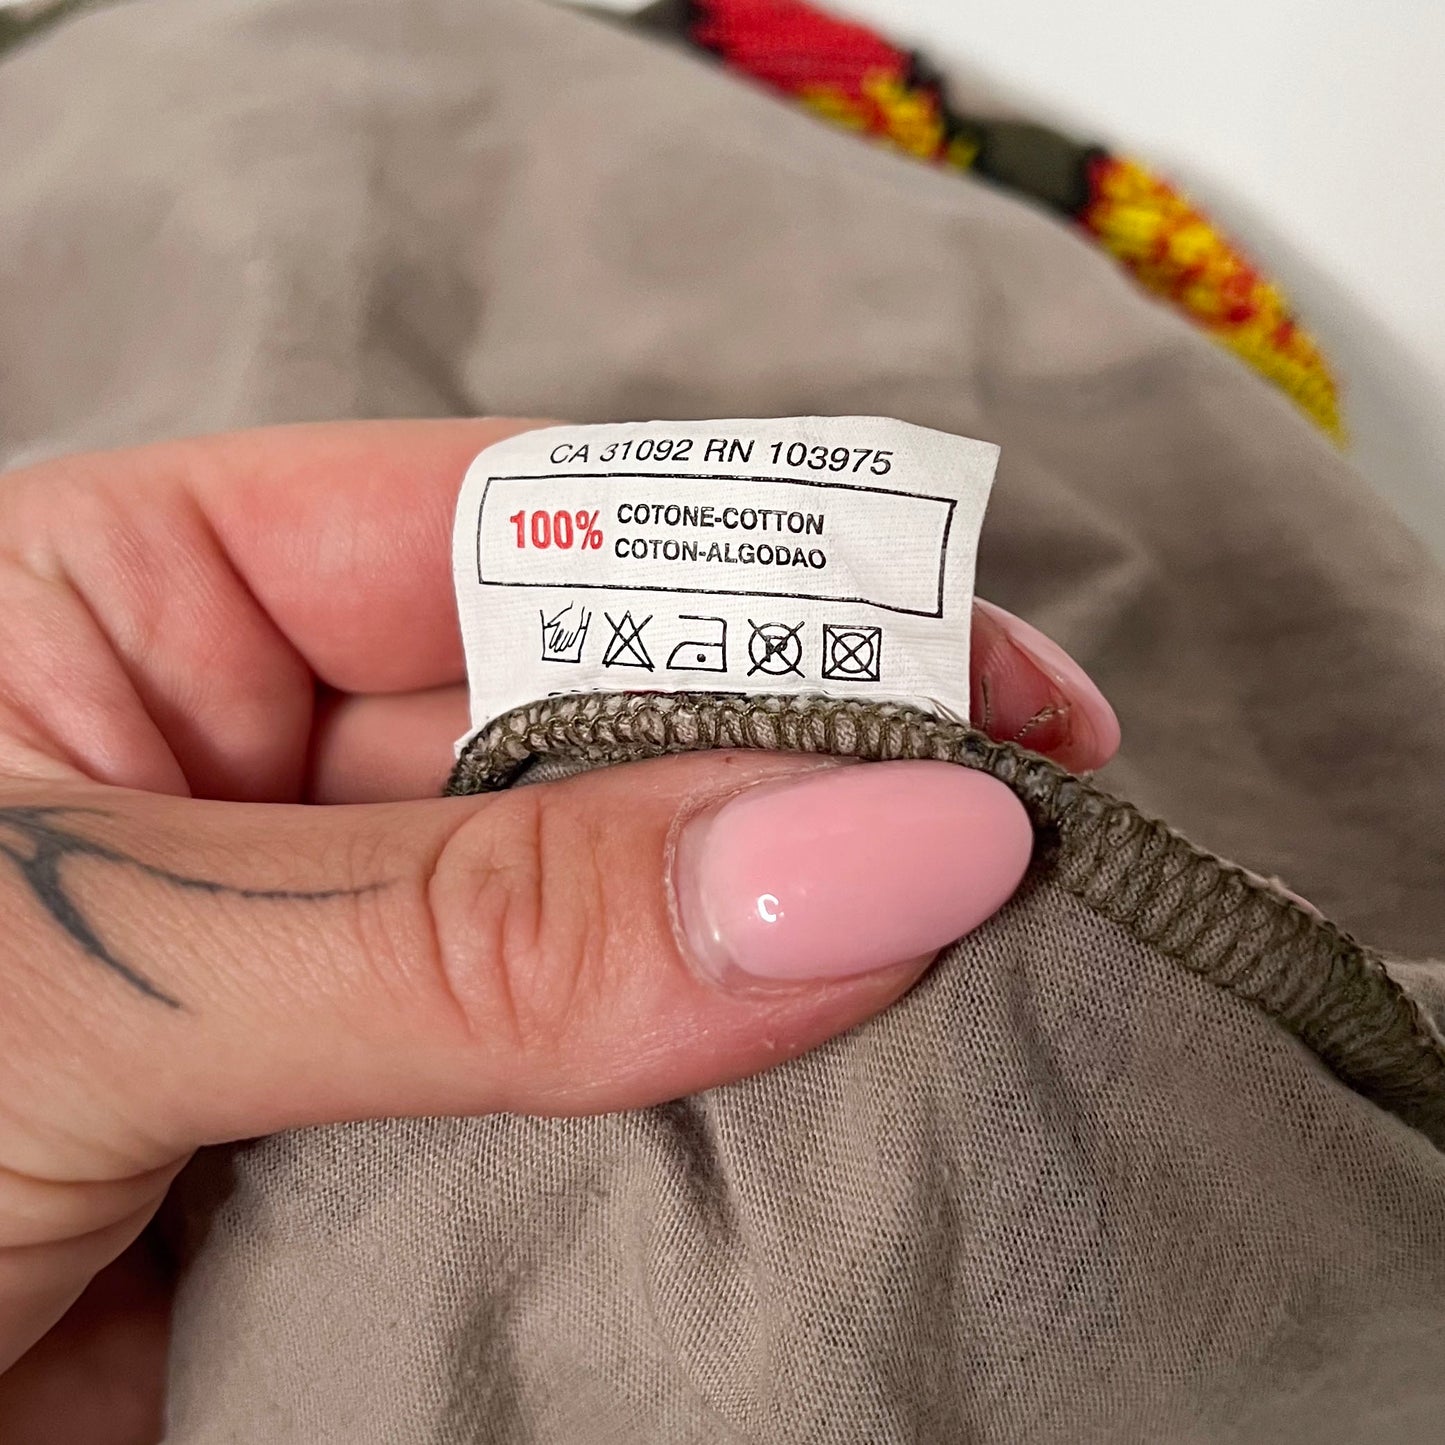 CA 31092 RN 103975
100% COTONE-COTTON
COTON-ALGODAO